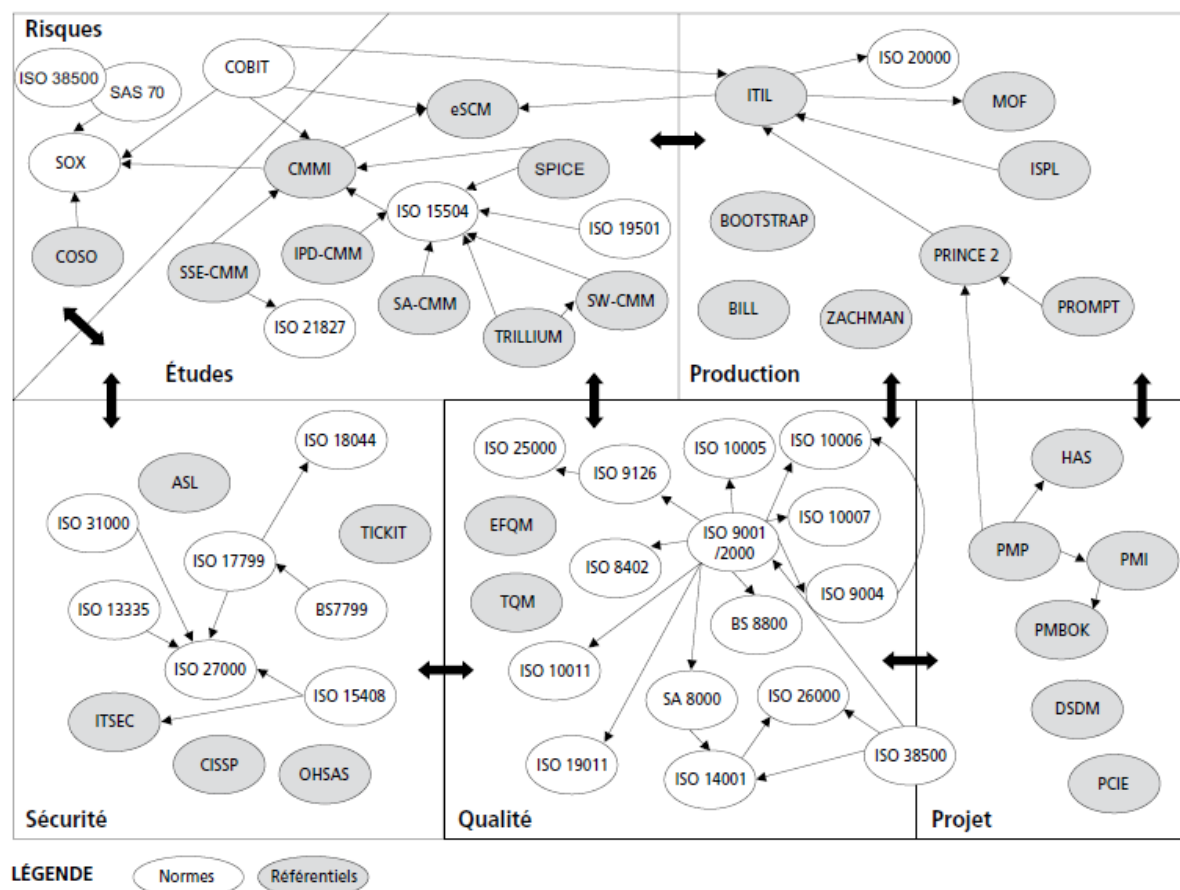 Risques
ISO 38500
SAS 70
COBIT
SOX
COSO
eSCM
CMMI
SPICE
ISO 15504
ISO 19501
IPD-CMM
SSE-CMM
SA-CMM
SW-CMM
ISO 21827
TRILLIUM
Études
ISO 20000
ITIL
MOF
ISPL
BOOTSTRAP
PRINCE 2
BILL
ZACHMAN
PROMPT
Production
ISO 18044
ASL
ISO 31000
TICKIT
ISO 17799
ISO 13335
BS7799
ISO 27000
ISO 15408
ITSEC
CISSP
OHSAS
Sécurité
ISO 25000
ISO 9126
ISO 10005
ISO 10006
EFQM
ISO 9001
/2000
ISO 10007
ISO 8402
TQM
ISO 9004
BS 8800
ISO 10011
SA 8000
ISO 26000
ISO 19011
ISO 14001
ISO 38500
Qualité
HAS
PMP
PMI
PMBOK
DSDM
PCIE
Projet
LÉGENDE
Normes
Référentiels